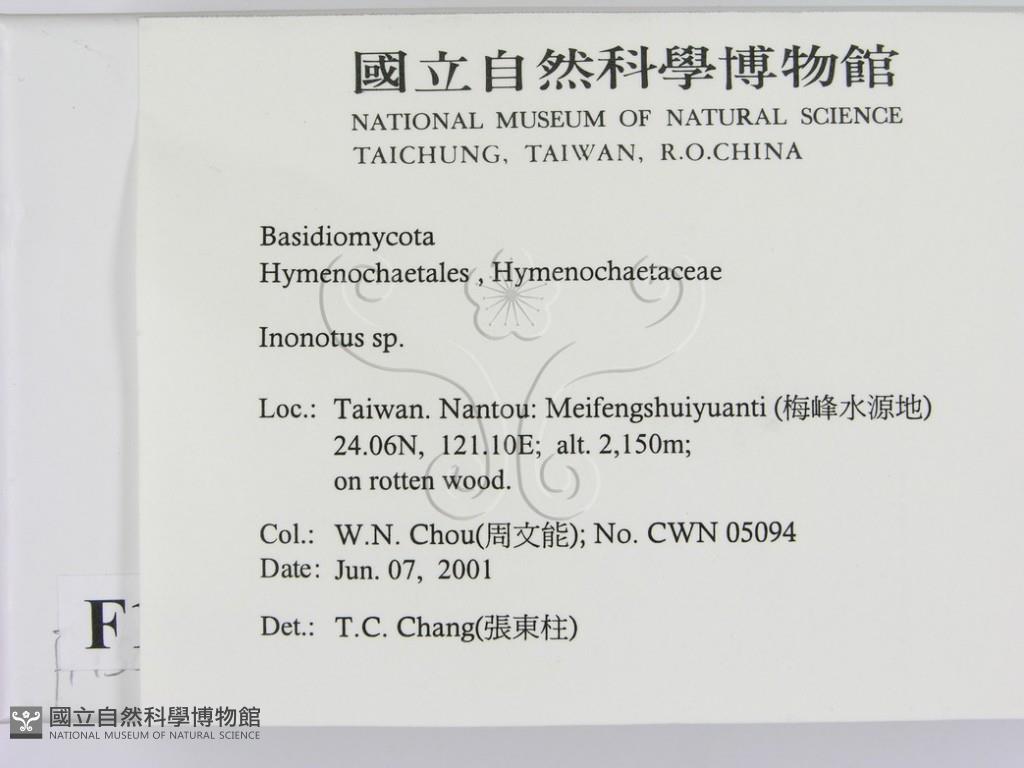 國立自然科學博物館
NATIONAL MUSEUM OF NATURAL SCIENCE
TAICHUNG, TAIWAN, R.O.CHINA
Basidiomycota
Hymenochaetales , Hymenochaetaceae
Inonotus sp.
Loc.: Taiwan. Nantou: Meifengshuiyuanti (梅峰水源地)
24.06N, 121.10E; alt. 2,150m;
on rotten wood.
Col.: W.N. Chou(周文能); No. CWN 05094
Date: Jun. 07, 2001
Det.: T.C. Chang(張東柱)
國立自然科學博物館
NATIONAL MUSEUM OF NATURAL SCIENCE